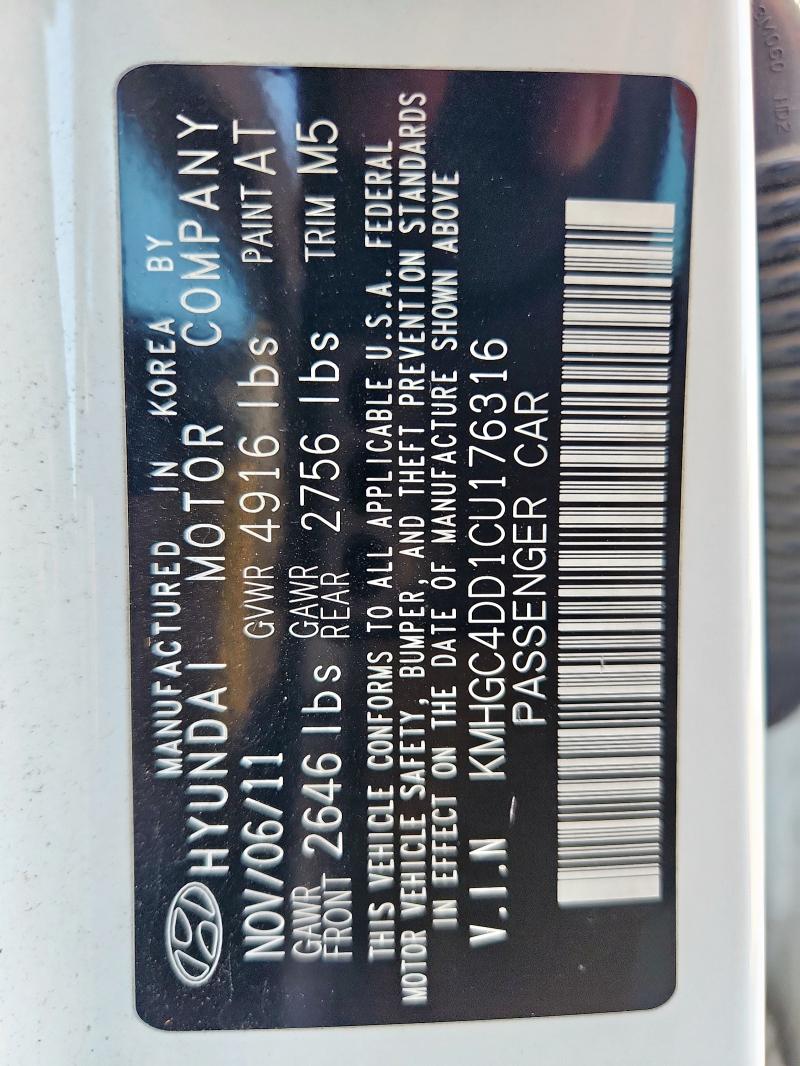 MANUFACTURED IN KOREA BY
HYUNDAI MOTOR COMPANY
NOV/06/11 GVWR 4916 lbs PAINT AT
GAWR FRONT 2646 lbs GAWR REAR 2756 lbs TRIM M5
THIS VEHICLE CONFORMS TO ALL APPLICABLE U.S.A. FEDERAL
MOTOR VEHICLE SAFETY, BUMPER, AND THEFT PREVENTION STANDARDS
IN EFFECT ON THE DATE OF MANUFACTURE SHOWN ABOVE
V.I.N KMHGC4DD1CU176316
PASSENGER CAR
HD2